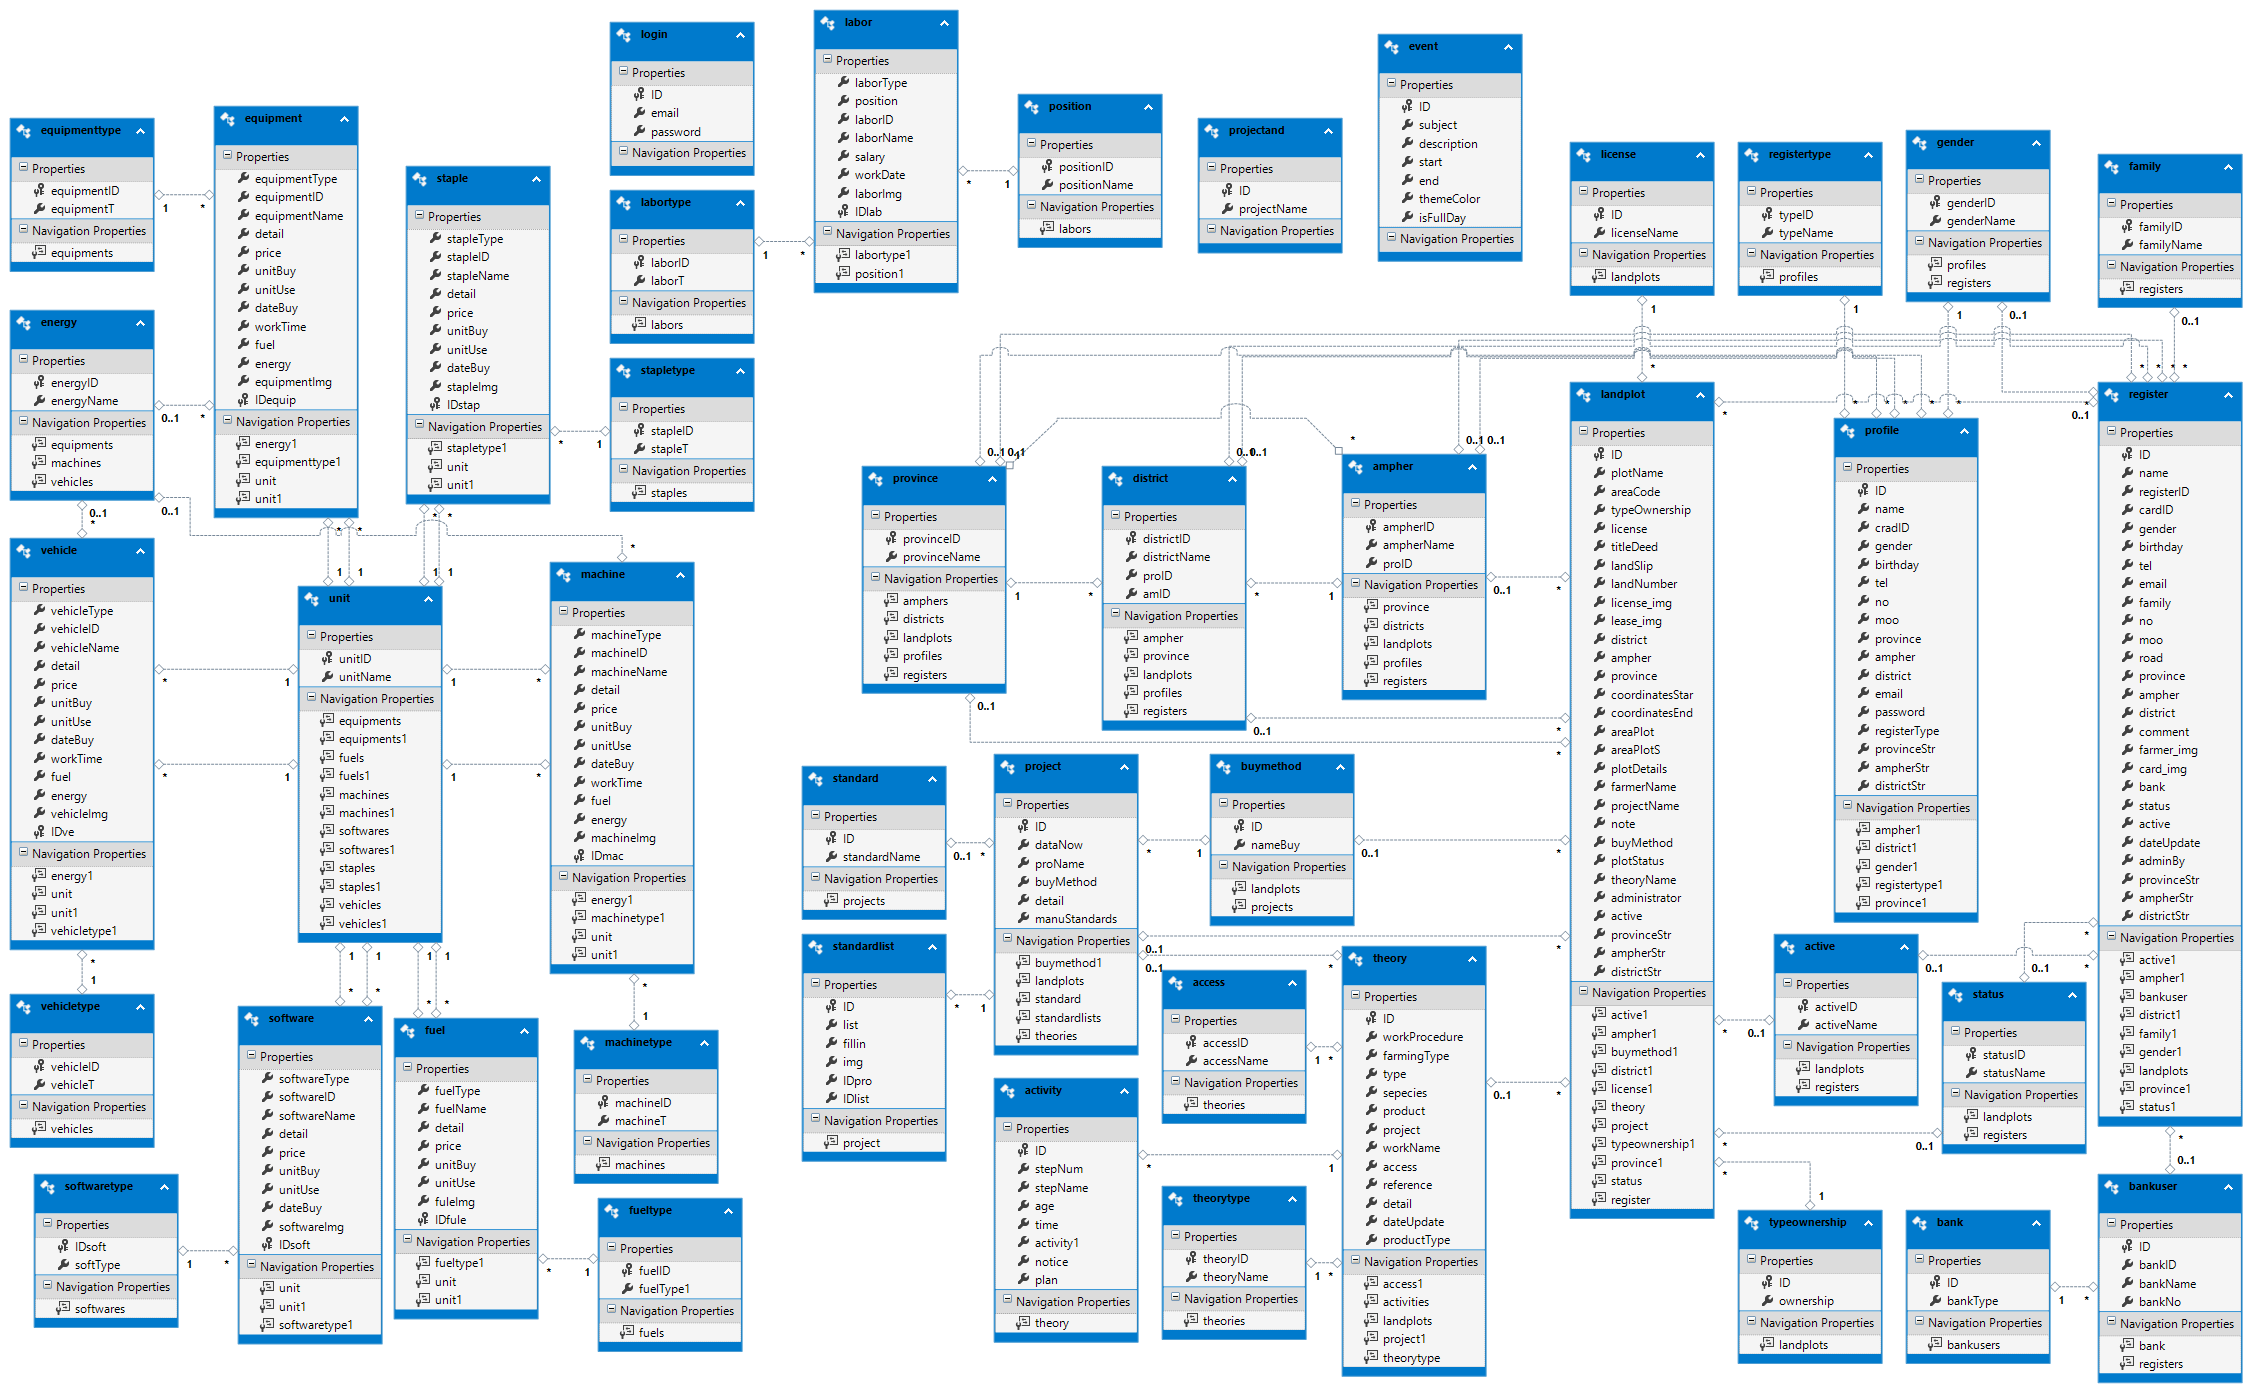 equipmenttype
Properties
equipmentID
equipmentT
Navigation Properties
equipments
1
*
equipment
Properties
equipmentType
equipmentID
equipmentName
detail
price
unitBuy
unitUse
dateBuy
workTime
fuel
energy
equipmentImg
IDequip
Navigation Properties
energy1
equipmenttype1
unit
unit1
energy
Properties
energyID
energyName
Navigation Properties
equipments
machines
vehicles
0..1
*
0..1
*
0..1
*
staple
Properties
stapleType
stapleID
stapleName
detail
price
unitBuy
unitUse
dateBuy
stapleImg
IDstap
Navigation Properties
stapletype1
unit
unit1
*
1
login
Properties
ID
email
password
Navigation Properties
labortype
Properties
laborID
laborT
Navigation Properties
labors
1
*
stapletype
Properties
stapleID
stapleT
Navigation Properties
staples
labor
Properties
laborType
position
laborID
laborName
salary
workDate
laborImg
IDlab
Navigation Properties
labortype1
position1
*
1
position
Properties
positionID
positionName
Navigation Properties
labors
projectand
Properties
ID
projectName
Navigation Properties
event
Properties
ID
subject
description
start
end
themeColor
isFullDay
Navigation Properties
license
Properties
ID
licenseName
Navigation Properties
landplots
1
*
registertype
Properties
typeID
typeName
Navigation Properties
profiles
1
*
gender
Properties
genderID
genderName
Navigation Properties
profiles
registers
1
0..1
family
Properties
familyID
familyName
Navigation Properties
registers
0..1
*
vehicle
Properties
vehicleType
vehicleID
vehicleName
detail
price
unitBuy
unitUse
dateBuy
workTime
fuel
energy
vehicleImg
IDve
Navigation Properties
energy1
unit
unit1
vehicletype1
*
1
*
1
*
1
vehicletype
Properties
vehicleID
vehicleT
Navigation Properties
vehicles
* *
* *
1 1
1 1
unit
Properties
unitID
unitName
Navigation Properties
equipments
equipments1
fuels
fuels1
machines
machines1
softwares
softwares1
staples
staples1
vehicles
vehicles1
1
*
1
*
1 1
1 1
* *
* *
machine
Properties
machineType
machineID
machineName
detail
price
unitBuy
unitUse
dateBuy
workTime
fuel
energy
machineImg
IDmac
Navigation Properties
energy1
machinetype1
unit
unit1
*
1
machinetype
Properties
machineID
machineT
Navigation Properties
machines
software
Properties
softwareType
softwareID
softwareName
detail
price
unitBuy
unitUse
dateBuy
softwareImg
IDsoft
Navigation Properties
unit
unit1
softwaretype1
softwaretype
Properties
IDsoft
softType
Navigation Properties
softwares
1
*
fuel
Properties
fuelType
fuelName
detail
price
unitBuy
unitUse
fuleImg
IDfule
Navigation Properties
fueltype1
unit
unit1
*
1
fueltype
Properties
fuelID
fuelType1
Navigation Properties
fuels
province
Properties
provinceID
provinceName
Navigation Properties
amphers
districts
landplots
profiles
registers
0..1
1
*
0..1
*
district
Properties
districtID
districtName
proID
amID
Navigation Properties
ampher
province
landplots
profiles
registers
0..1
*
1
0..1
*
ampher
Properties
ampherID
ampherName
proID
Navigation Properties
province
districts
landplots
profiles
registers
*
0..1 0..1
0..1
*
landplot
Properties
ID
plotName
areaCode
typeOwnership
license
titleDeed
landSlip
landNumber
license_img
lease_img
district
ampher
province
coordinatesStar
coordinatesEnd
areaPlot
areaPlotS
plotDetails
farmerName
projectName
note
buyMethod
plotStatus
theoryName
administrator
active
provinceStr
ampherStr
districtStr
Navigation Properties
active1
ampher1
buymethod1
district1
license1
theory
project
typeownership1
province1
status
register
*
0..1
profile
Properties
ID
name
cradID
gender
birthday
tel
no
moo
province
ampher
district
email
password
registerType
provinceStr
ampherStr
districtStr
Navigation Properties
ampher1
district1
gender1
registertype1
province1
register
Properties
ID
name
registerID
cardID
gender
birthday
tel
email
family
no
moo
road
province
ampher
district
comment
farmer_img
card_img
bank
status
active
dateUpdate
adminBy
provinceStr
ampherStr
districtStr
Navigation Properties
active1
ampher1
bankuser
district1
family1
gender1
landplots
province1
status1
*
0..1
standard
Properties
ID
standardName
Navigation Properties
projects
0..1
*
standardlist
Properties
ID
list
fillin
img
IDpro
IDlist
Navigation Properties
project
*
1
project
Properties
ID
dataNow
proName
buyMethod
detail
manuStandards
Navigation Properties
buymethod1
landplots
standard
standardlists
theories
*
1
0..1
*
0..1
*
buymethod
Properties
ID
nameBuy
Navigation Properties
landplots
projects
0..1
*
access
Properties
accessID
accessName
Navigation Properties
theories
1
*
activity
Properties
ID
stepNum
stepName
age
time
activity1
notice
plan
Navigation Properties
theory
*
1
theorytype
Properties
theoryID
theoryName
Navigation Properties
theories
1
*
theory
Properties
ID
workProcedure
farmingType
type
sepecies
product
project
workName
access
reference
detail
dateUpdate
productType
Navigation Properties
access1
activities
landplots
project1
theorytype
0..1
*
active
Properties
activeID
activeName
Navigation Properties
landplots
registers
0..1
*
*
0..1
status
Properties
statusID
statusName
Navigation Properties
landplots
registers
0..1
*
*
0..1
typeownership
Properties
ID
ownership
Navigation Properties
landplots
*
1
bank
Properties
ID
bankType
Navigation Properties
bankusers
1
*
bankuser
Properties
ID
bankID
bankName
bankNo
Navigation Properties
bank
registers